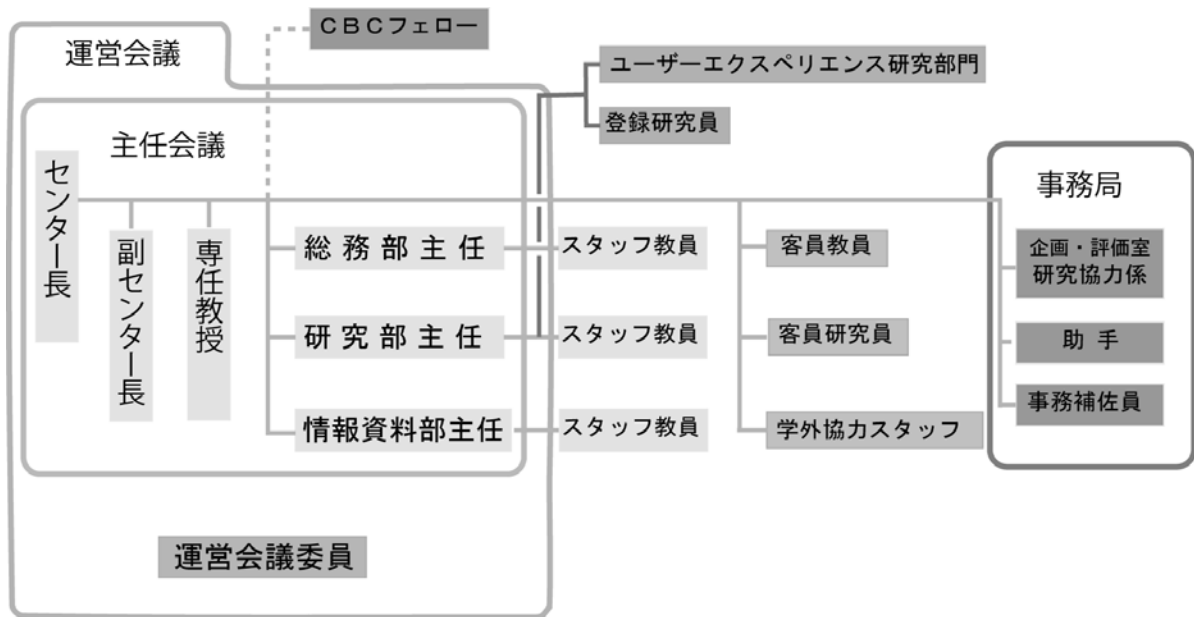 CBCフェロー
運営会議
ユーザーエクスペリエンス研究部門
登録研究員
主任会議
事務局
センター長
副センター長
専任教授
総務部主任
スタッフ教員
客員教員
企画・評価室
研究協力係
研究部主任
スタッフ教員
客員研究員
助手
情報資料部主任
スタッフ教員
学外協力スタッフ
事務補佐員
運営会議委員